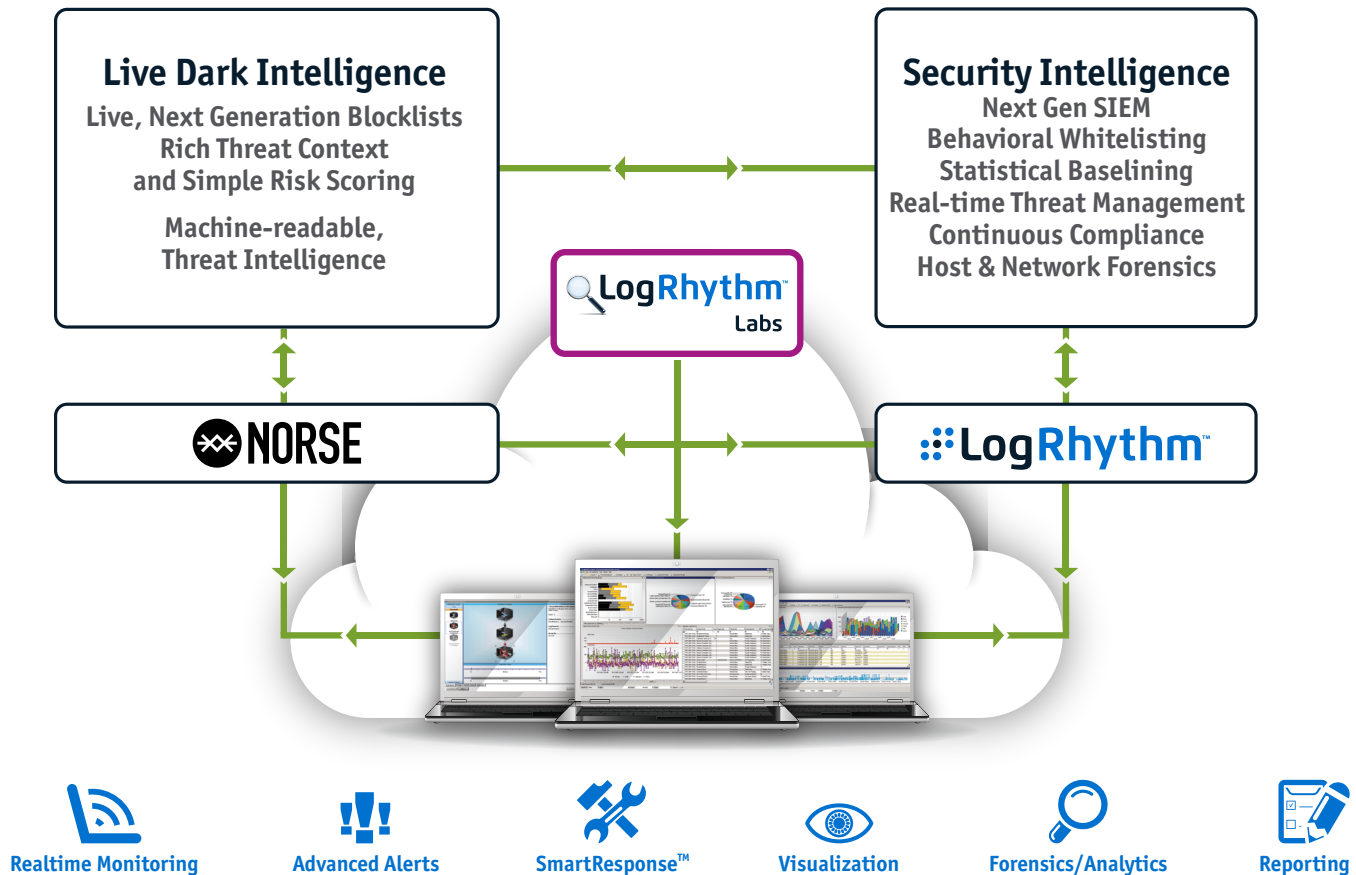 Live Dark Intelligence
Live, Next Generation Blocklists
Rich Threat Context
and Simple Risk Scoring
Machine-readable,
Threat Intelligence
Security Intelligence
Next Gen SIEM
Behavioral Whitelisting
Statistical Baselining
Real-time Threat Management
Continuous Compliance
Host & Network Forensics
LogRhythm™
Labs
NORSE
LogRhythm™
Realtime Monitoring
Advanced Alerts
SmartResponse™
Visualization
Forensics/Analytics
Reporting